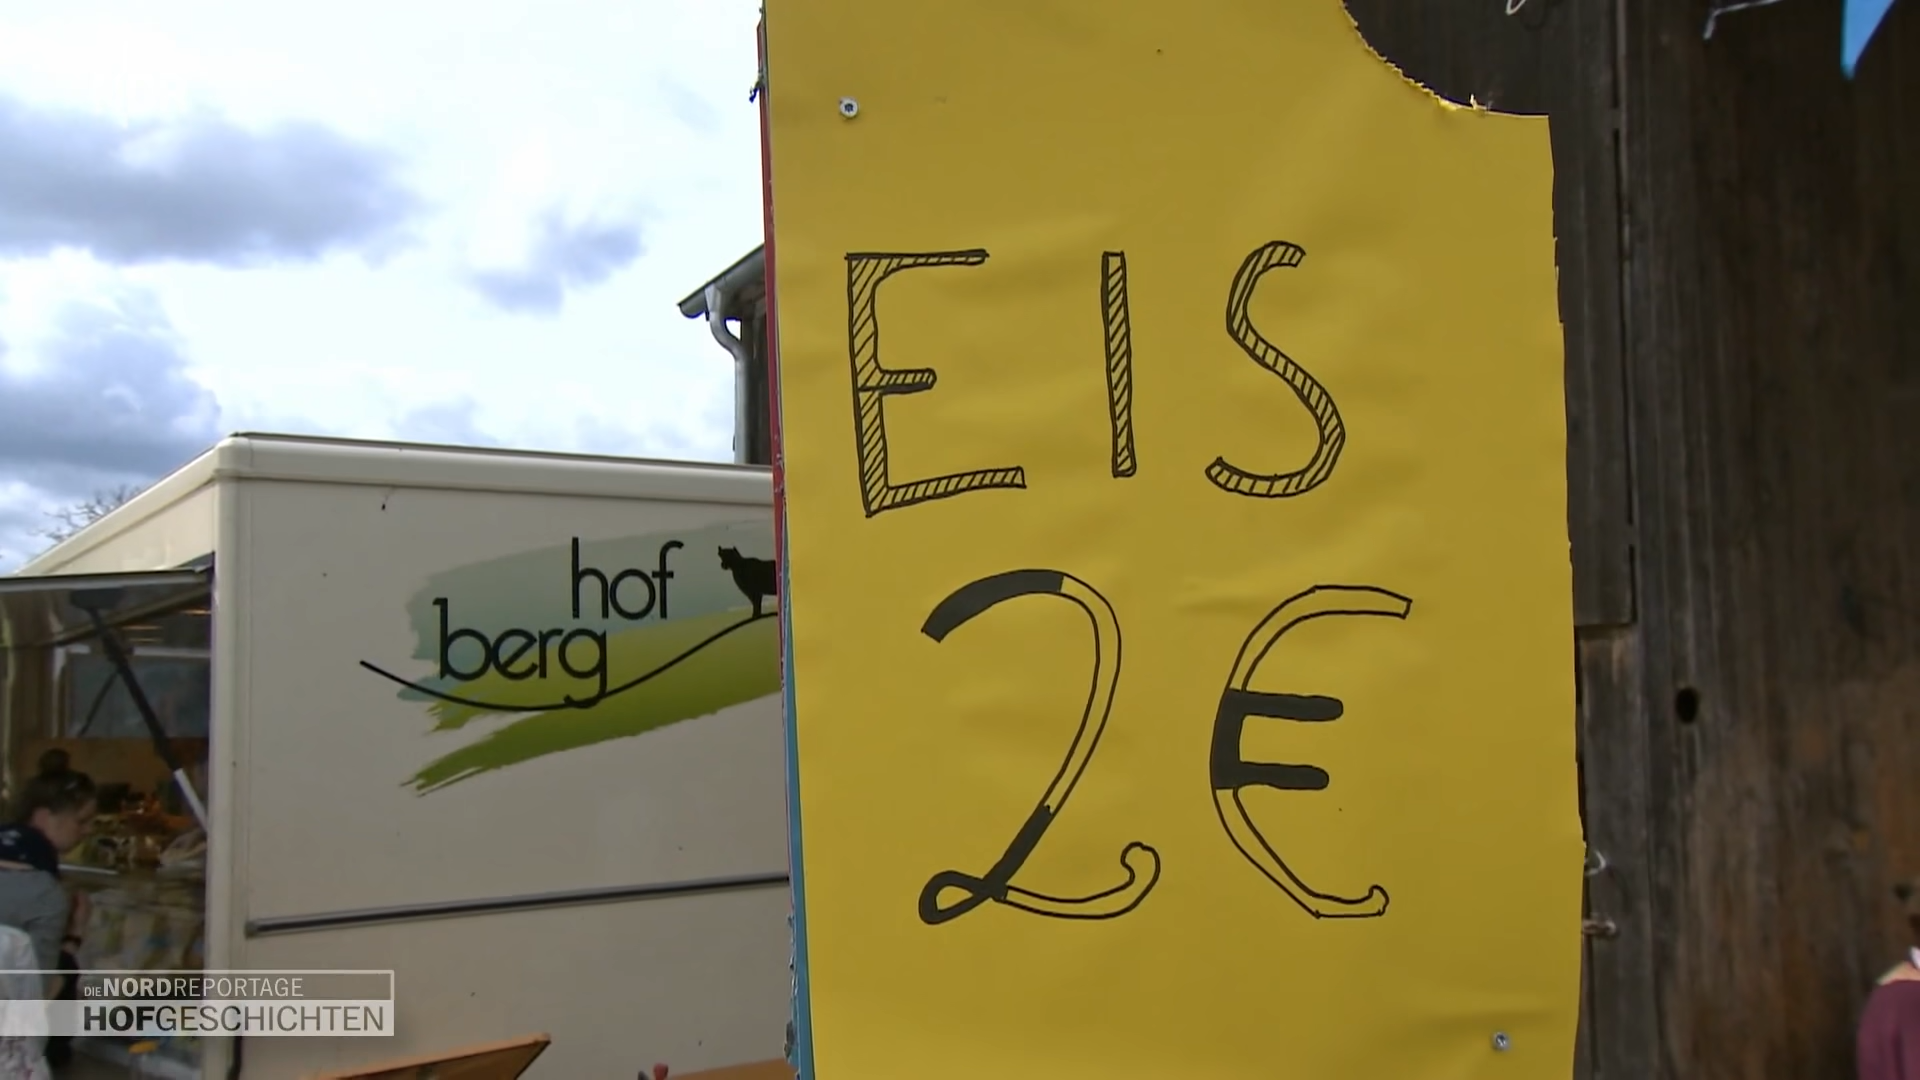 EIS
2€
hof
berg
DIE NORDREPORTAGE
HOFGESCHICHTEN